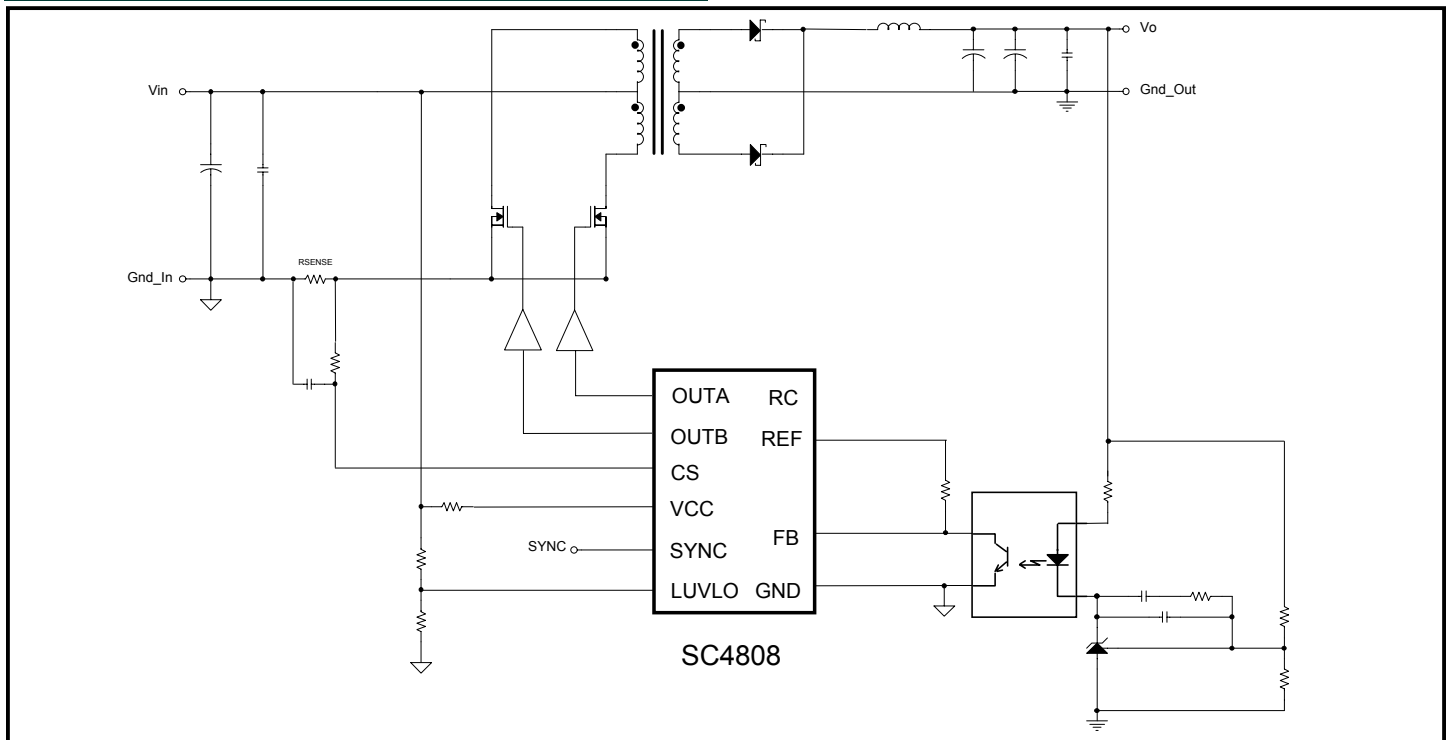 Vo
Vin
Gnd_Out
RSENSE
Gnd_In
OUTA RC
OUTB REF
CS
VCC
FB
SYNC
SYNC
LUVLO GND
SC4808